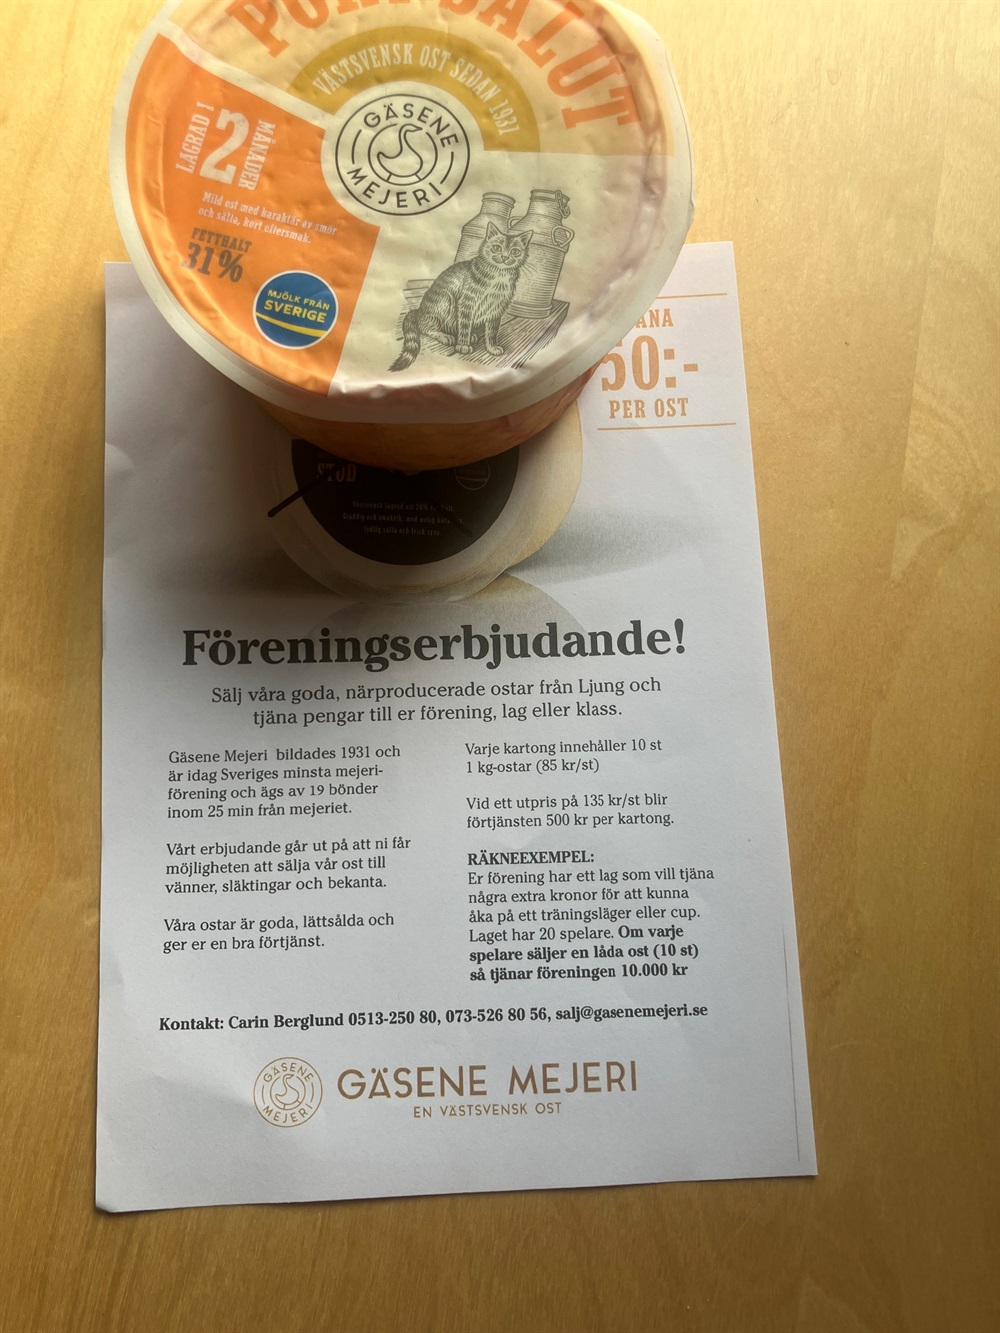 PORT SALUT
VÄSTSVENSK OST SEDAN 1931
GÄSENE
MEJERI
LAGRAD I
2
MÅNADER
Mild ost med karaktär av smör
och sälta, kort eftersmak.
FETTHALT
31%
MJÖLK FRÅN
SVERIGE
50:-
PER OST
STUD
Föreningserbjudande!
Sälj våra goda, närproducerade ostar från Ljung och
tjäna pengar till er förening, lag eller klass.
Gäsene Mejeri bildades 1931 och
är idag Sveriges minsta mejeri-
förening och ägs av 19 bönder
inom 25 min från mejeriet.
Vårt erbjudande går ut på att ni får
möjligheten att sälja vår ost till
vänner, släktingar och bekanta.
Våra ostar är goda, lättsålda och
ger er en bra förtjänst.
Varje kartong innehåller 10 st
1 kg-ostar (85 kr/st)
Vid ett utpris på 135 kr/st blir
förtjänsten 500 kr per kartong.
RÄKNEEXEMPEL:
Er förening har ett lag som vill tjäna
några extra kronor för att kunna
åka på ett träningsläger eller cup.
Laget har 20 spelare. Om varje
spelare säljer en låda ost (10 st)
så tjänar föreningen 10.000 kr
Kontakt: Carin Berglund 0513-250 80, 073-526 80 56, salj@gasenemejeri.se
GÄSENE
MEJERI
GÄSENE MEJERI
EN VÄSTSVENSK OST